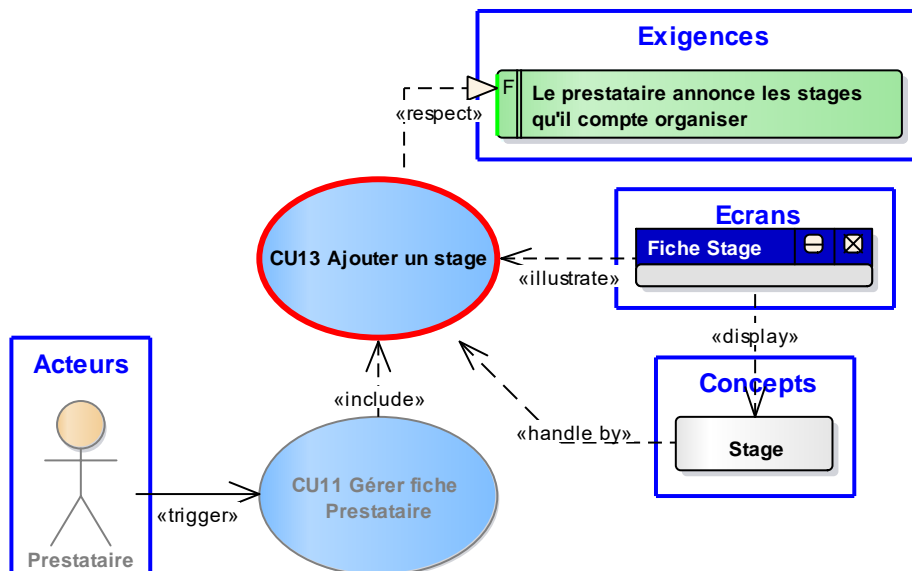 Exigences
F
Le prestataire annonce les stages
qu'il compte organiser
«respect»
Ecrans
CU13 Ajouter un stage
Fiche Stage
«illustrate»
«display»
Acteurs
Concepts
«include»
«handle by»
Stage
CU11 Gérer fiche
Prestataire
«trigger»
Prestataire